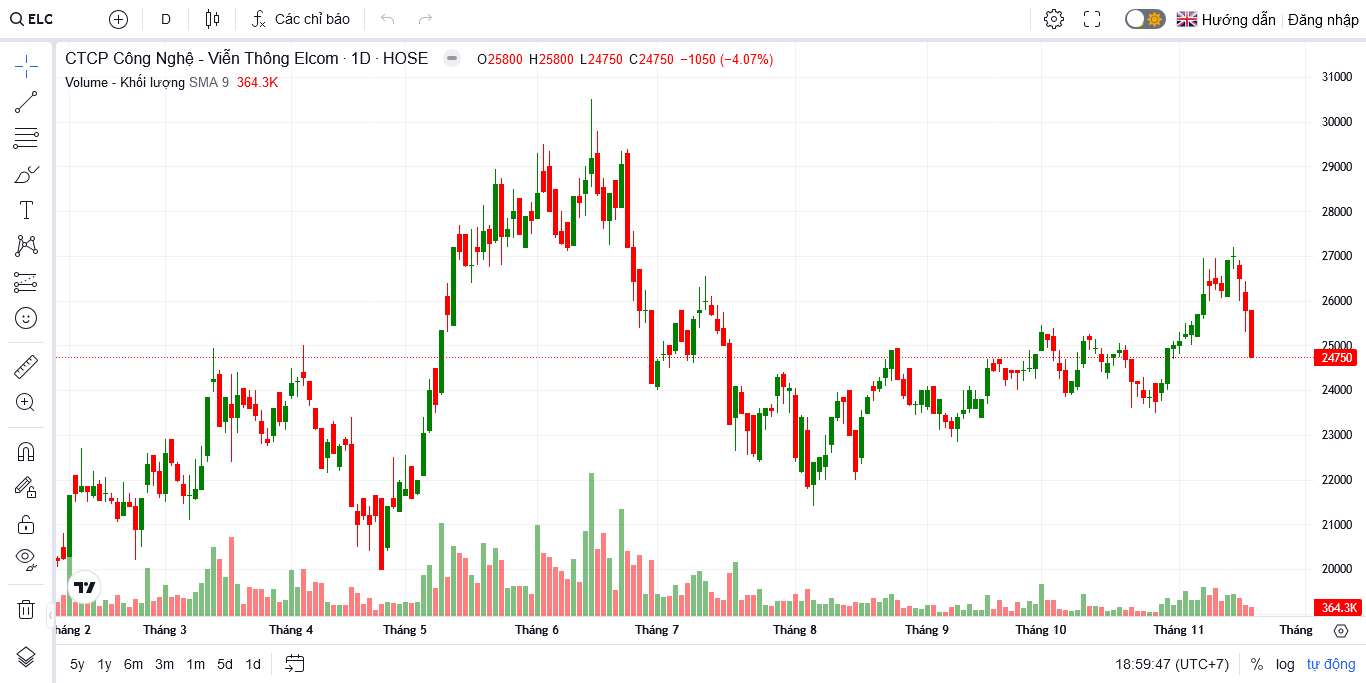 ELC D Các chỉ báo Hướng dẫn Đăng nhập
CTCP Công Nghệ - Viễn Thông Elcom · 1D · HOSE O25800 H25800 L24750 C24750 −1050 (−4.07%)
Volume - Khối lượng SMA 9 364.3K
31000
30000
29000
28000
27000
26000
25000
24750
24000
23000
22000
21000
20000
364.3K
háng 2 Tháng 3 Tháng 4 Tháng 5 Tháng 6 Tháng 7 Tháng 8 Tháng 9 Tháng 10 Tháng 11 Tháng
5y 1y 6m 3m 1m 5d 1d 18:59:47 (UTC+7) % log tự động